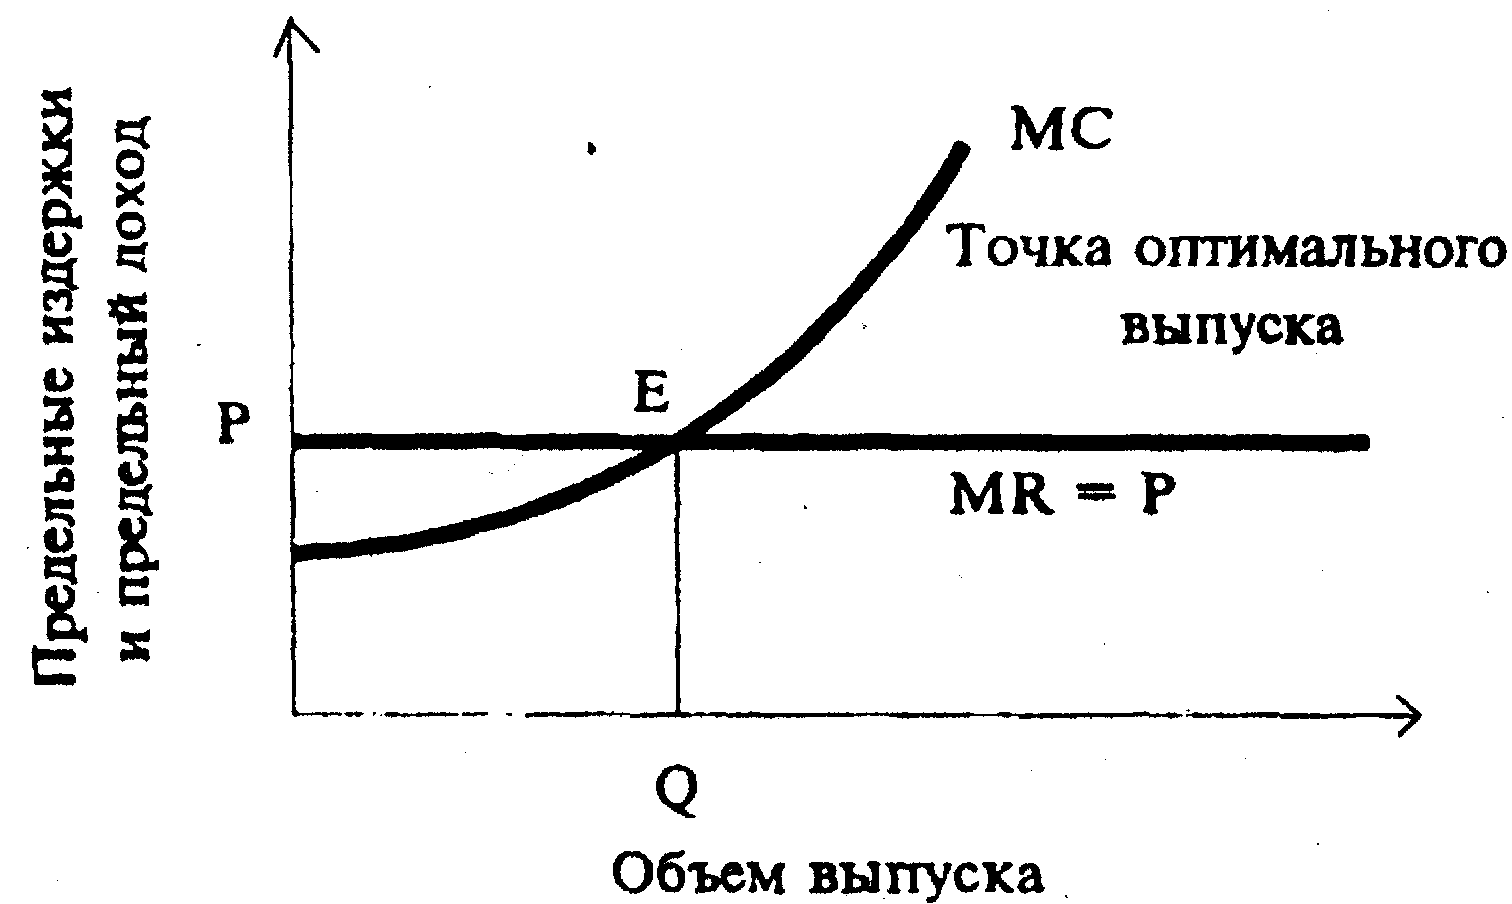 Предельные издержки
и предельный доход
MC
Точка оптимального
выпуска
E
P
MR = P
Q
Объем выпуска